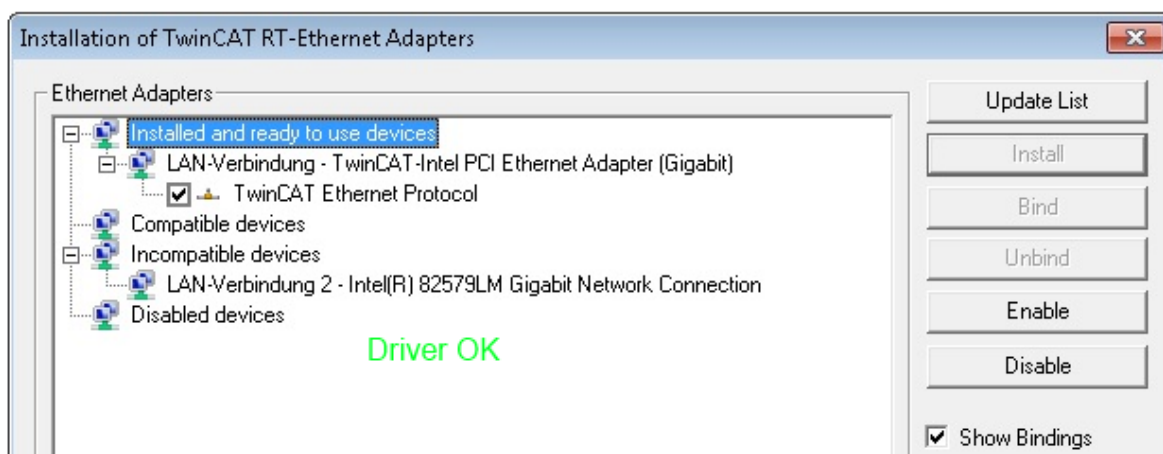 Installation of TwinCAT RT-Ethernet Adapters
Ethernet Adapters
Installed and ready to use devices
LAN-Verbindung - TwinCAT-Intel PCI Ethernet Adapter (Gigabit)
TwinCAT Ethernet Protocol
Compatible devices
Incompatible devices
LAN-Verbindung 2 - Intel(R) 82579LM Gigabit Network Connection
Disabled devices
Driver OK
Update List
Install
Bind
Unbind
Enable
Disable
Show Bindings